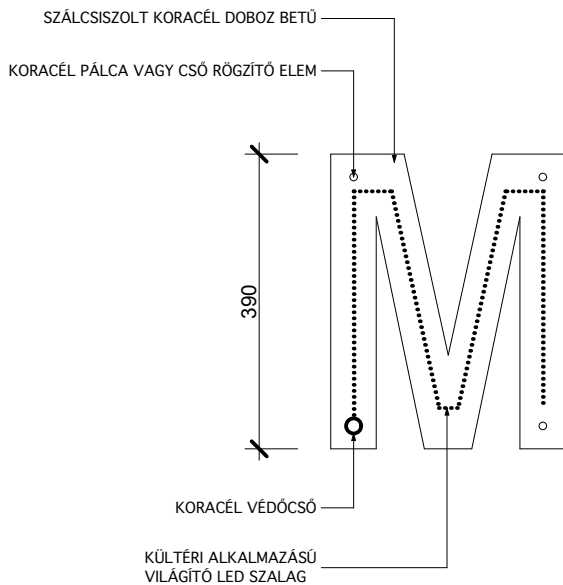 SZÁLCSISZOLT KORACÉL DOBOZ BETŰ
KORACÉL PÁLCA VAGY CSŐ RÖGZÍTŐ ELEM
390
M
KORACÉL VÉDŐCSŐ
KÜLTÉRI ALKALMAZÁSÚ
VILÁGÍTÓ LED SZALAG